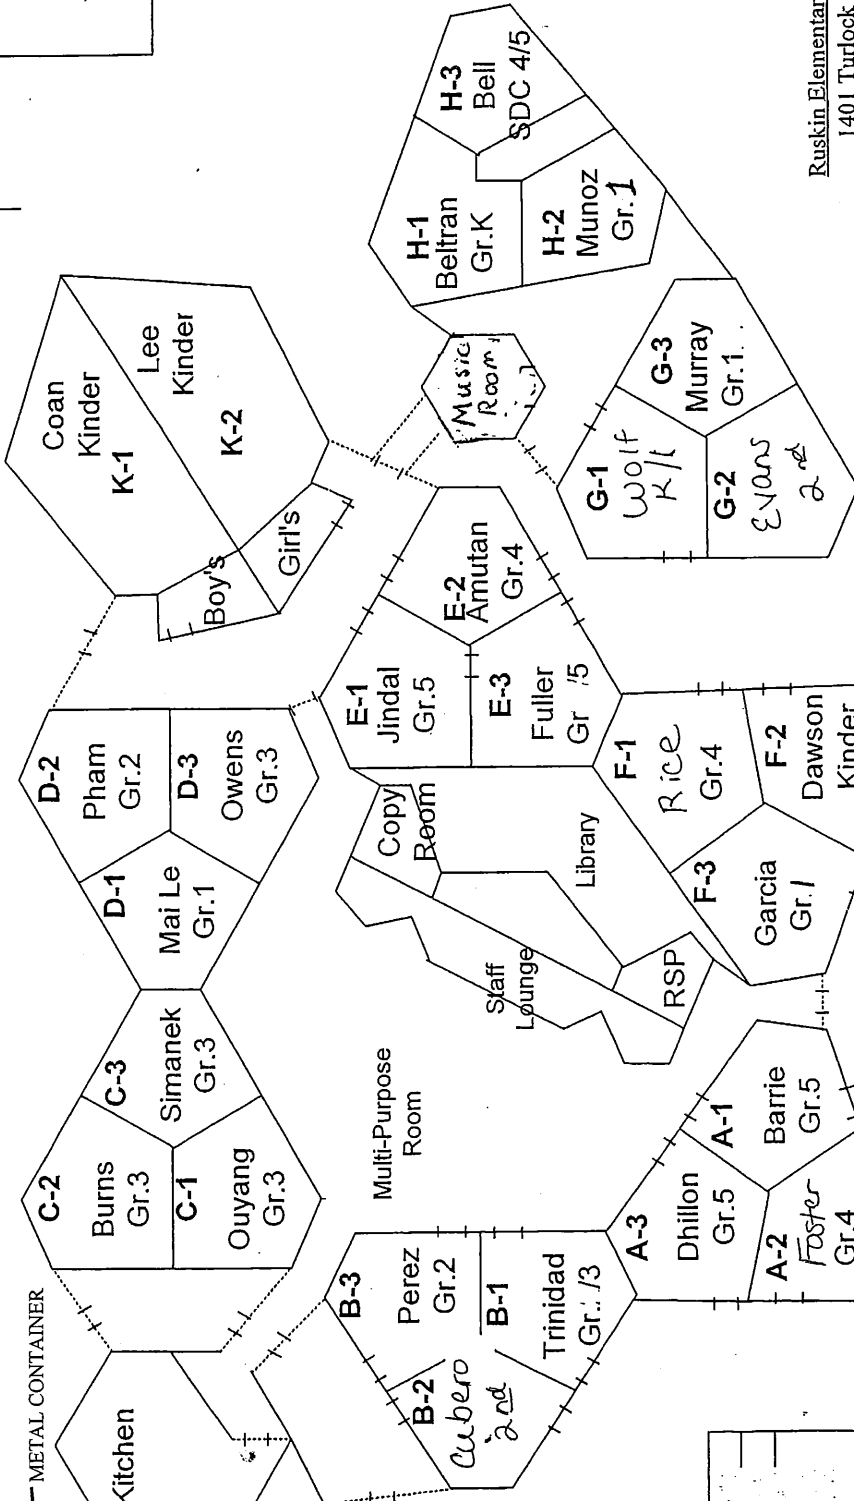 Ruskin Elementar
1401 Turlock
H-3
Bell
SDC 4/5
H-1
Beltran
Gr.K
H-2
Munoz
Gr.1
Coan
Kinder
K-1
Lee
Kinder
K-2
Boy's
Girl's
Music
Room
G-3
Murray
Gr.1
G-1
Wolf
K/1
G-2
Evans
2nd
E-2
Amutan
Gr.4
E-1
Jindal
Gr.5
E-3
Fuller
Gr /5
D-2
Pham
Gr.2
D-3
Owens
Gr.3
D-1
Mai Le
Gr.1
Copy
Room
Library
Staff
Lounge
RSP
F-1
Rice
Gr.4
F-2
Dawson
Kinder
F-3
Garcia
Gr.1
C-3
Simanek
Gr.3
C-2
Burns
Gr.3
C-1
Ouyang
Gr.3
Multi-Purpose
Room
A-1
Barrie
Gr.5
A-3
Dhillon
Gr.5
A-2
Foster
Gr.4
B-3
Perez
Gr.2
B-1
Trinidad
Gr. /3
B-2
Cubero
2nd
METAL CONTAINER
Kitchen